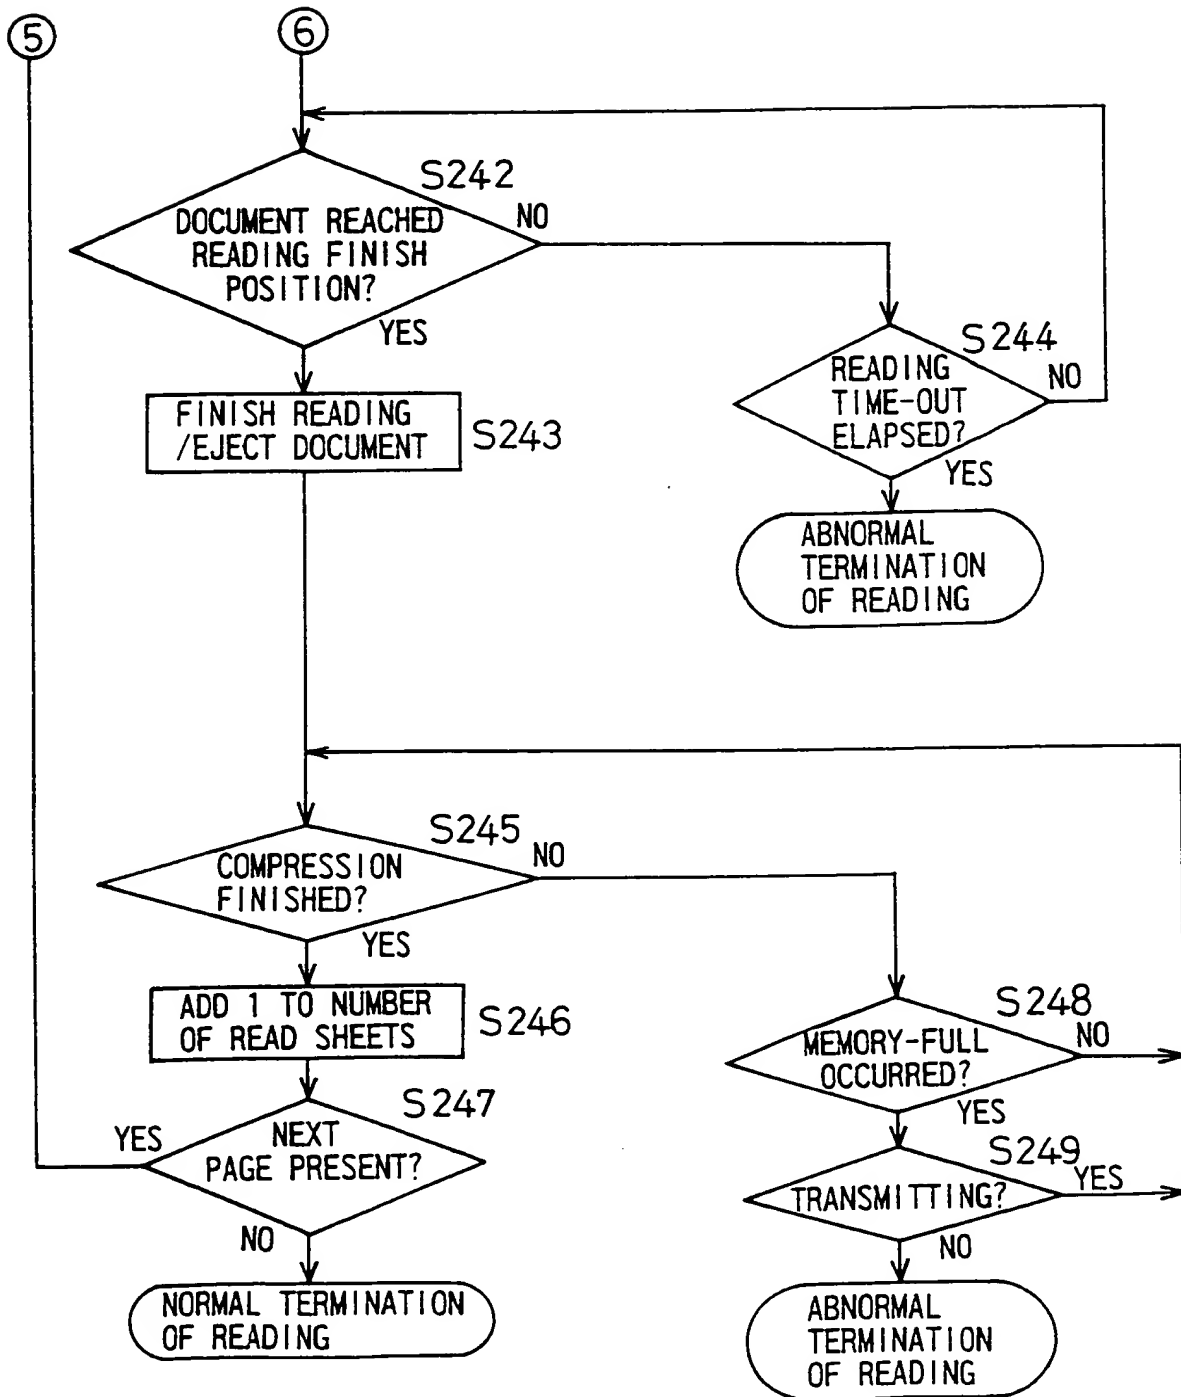 5
6
S242
DOCUMENT REACHED
READING FINISH
POSITION?
NO
YES
S244
READING
TIME-OUT
ELAPSED?
NO
YES
FINISH READING
/EJECT DOCUMENT
S243
ABNORMAL
TERMINATION
OF READING
S245
COMPRESSION
FINISHED?
NO
YES
ADD 1 TO NUMBER
OF READ SHEETS
S246
S248
MEMORY-FULL
OCCURRED?
NO
YES
S247
NEXT
PAGE PRESENT?
YES
NO
S249
TRANSMITTING?
YES
NO
NORMAL TERMINATION
OF READING
ABNORMAL
TERMINATION
OF READING